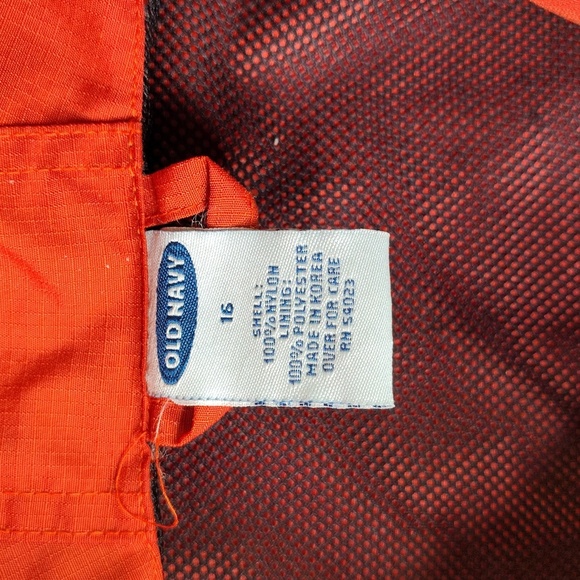 OLD NAVY
16
SHELL:
100% NYLON
LINING:
100% POLYESTER
MADE IN KOREA
OVER FOR CARE
RN 54023